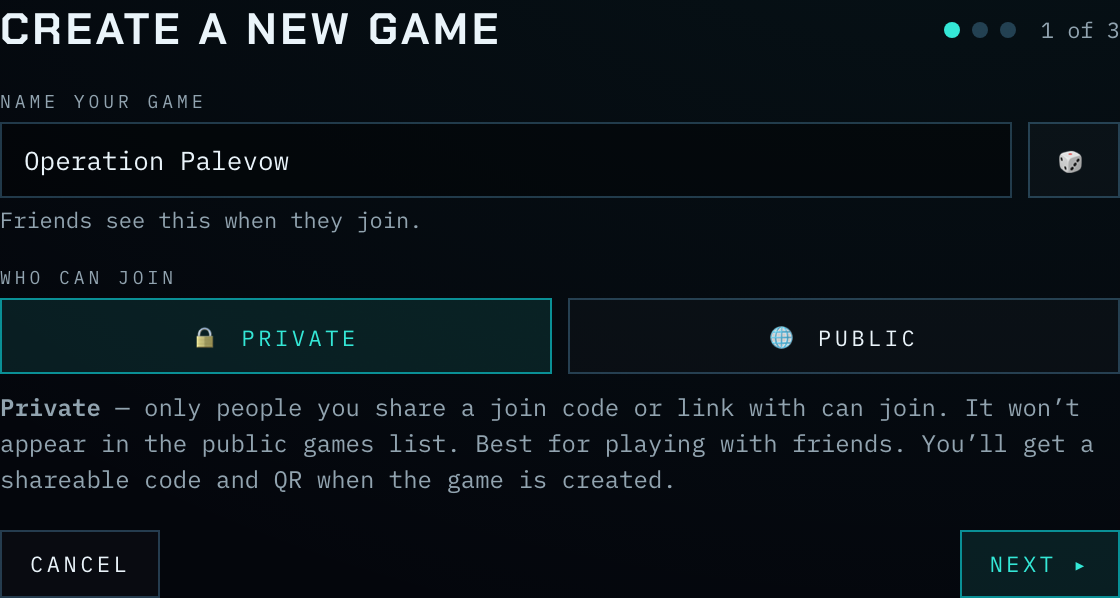 CREATE A NEW GAME
1 of 3
NAME YOUR GAME
Operation Palevow
Friends see this when they join.
WHO CAN JOIN
PRIVATE
PUBLIC
Private — only people you share a join code or link with can join. It won’t
appear in the public games list. Best for playing with friends. You’ll get a
shareable code and QR when the game is created.
CANCEL
NEXT ▸